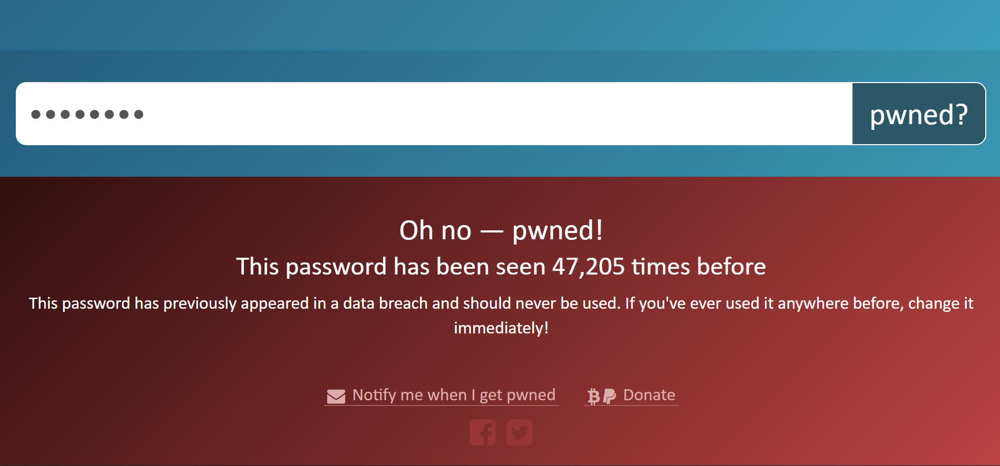 ••••••••
pwned?
Oh no — pwned!
This password has been seen 47,205 times before
This password has previously appeared in a data breach and should never be used. If you've ever used it anywhere before, change it
immediately!
Notify me when I get pwned
Donate